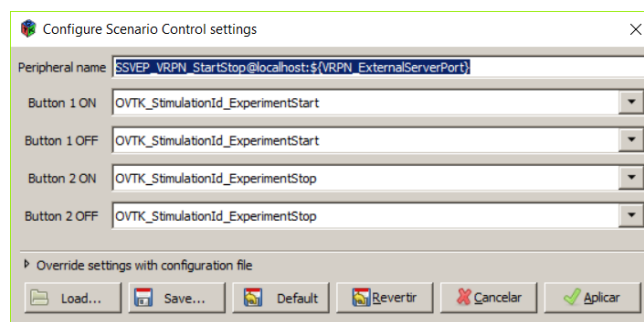 Configure Scenario Control settings
Peripheral name SSVEP_VRPN_StartStop@localhost:${VRPN_ExternalServerPort}
Button 1 ON OVTK_StimulationId_ExperimentStart
Button 1 OFF OVTK_StimulationId_ExperimentStart
Button 2 ON OVTK_StimulationId_ExperimentStop
Button 2 OFF OVTK_StimulationId_ExperimentStop
Override settings with configuration file
Load... Save... Default Revertir Cancelar Aplicar